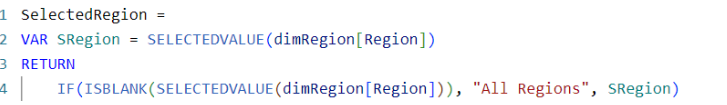 1 SelectedRegion =
2 VAR SRegion = SELECTEDVALUE(dimRegion[Region])
3 RETURN
4     IF(ISBLANK(SELECTEDVALUE(dimRegion[Region])), "All Regions", SRegion)